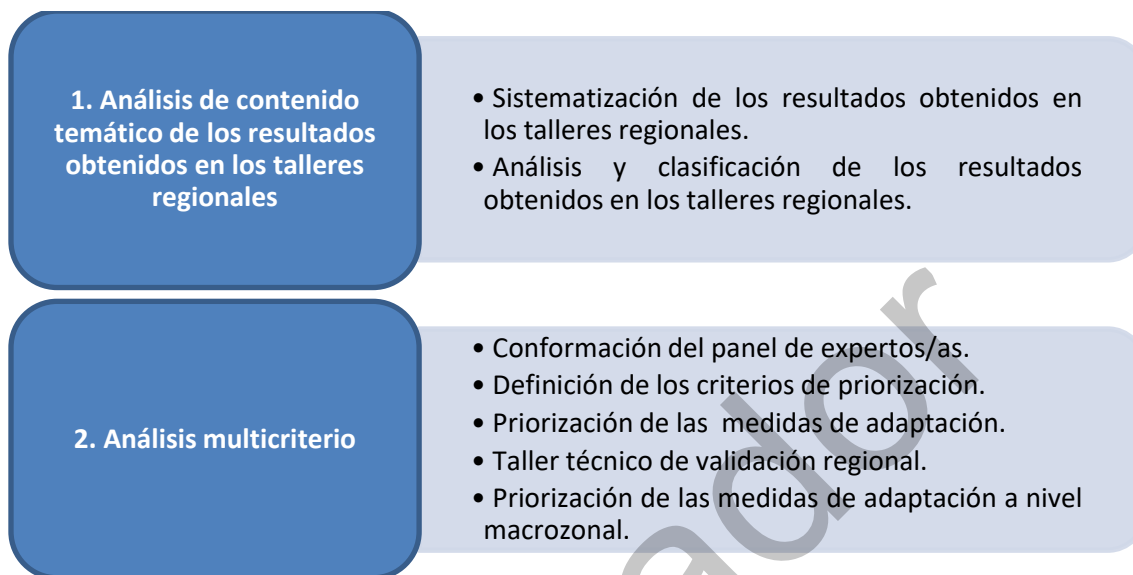 1. Análisis de contenido
temático de los resultados
obtenidos en los talleres
regionales
• Sistematización de los resultados obtenidos en
los talleres regionales.
• Análisis y clasificación de los resultados
obtenidos en los talleres regionales.
2. Análisis multicriterio
• Conformación del panel de expertos/as.
• Definición de los criterios de priorización.
• Priorización de las medidas de adaptación.
• Taller técnico de validación regional.
• Priorización de las medidas de adaptación a nivel
macrozonal.
ador